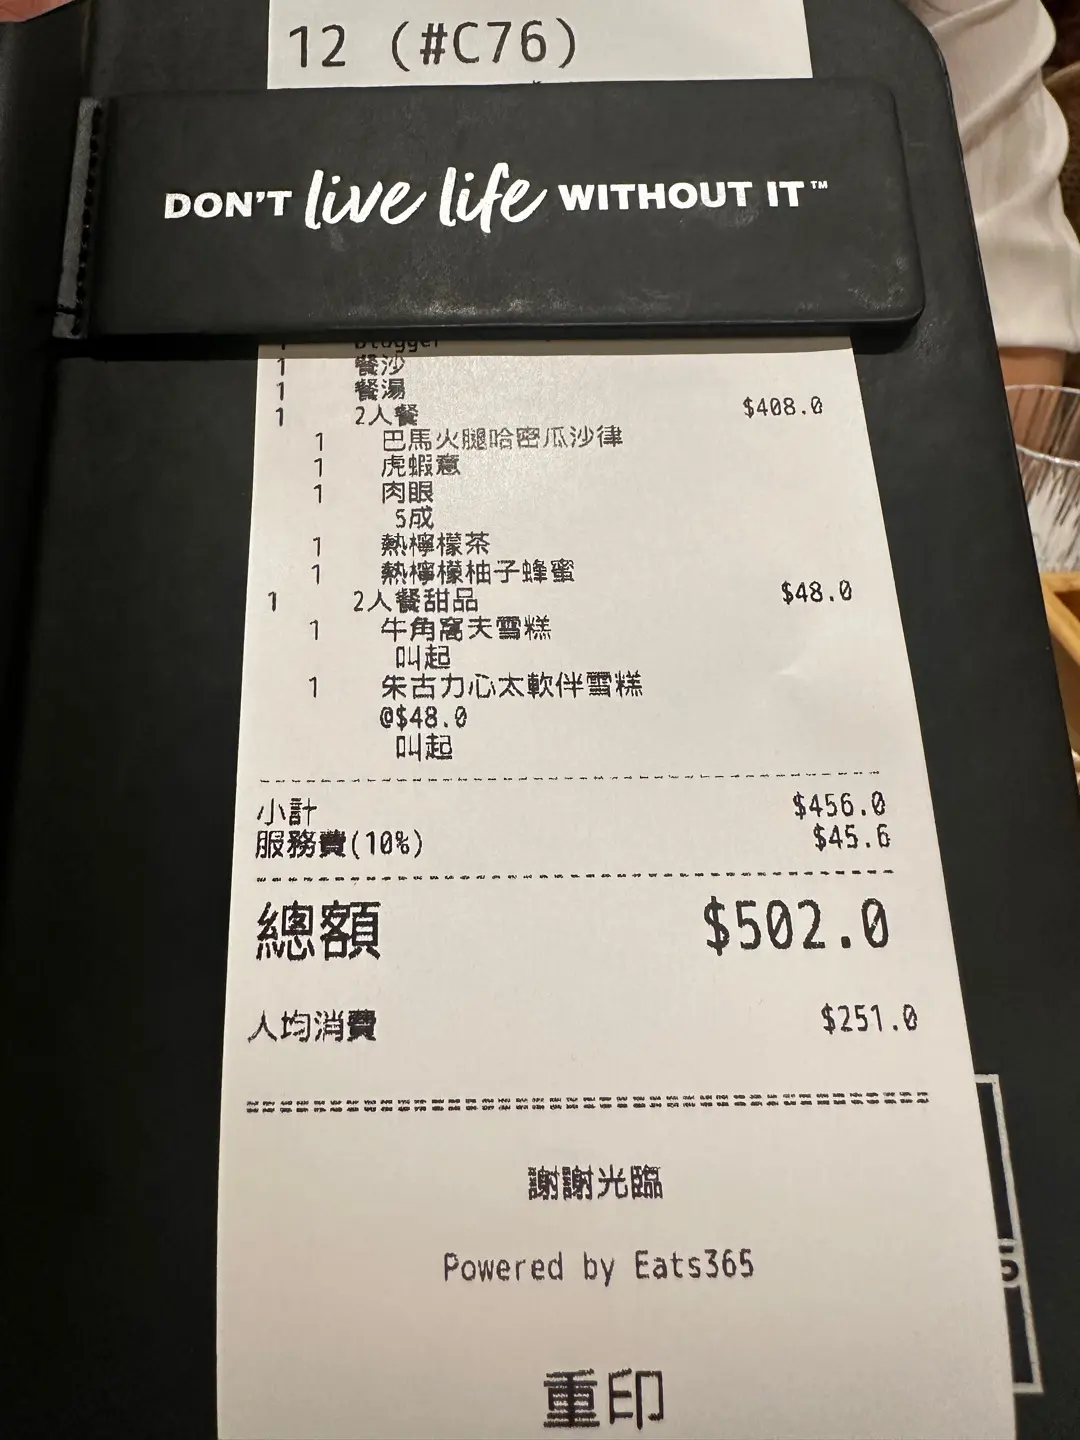 12 (#C76)
DON'T live life WITHOUT IT™
1 Blogger
1 餐沙
1 餐湯
1 2人餐 $408.0
1 巴馬火腿哈密瓜沙律
1 虎蝦意
1 肉眼
5成
1 熱檸檬茶
1 熱檸檬柚子蜂蜜
1 2人餐甜品 $48.0
1 牛角窩夫雪糕
叫起
1 朱古力心太軟伴雪糕
@$48.0
叫起
小計 $456.0
服務費(10%) $45.6
總額 $502.0
人均消費 $251.0
謝謝光臨
Powered by Eats365
重印